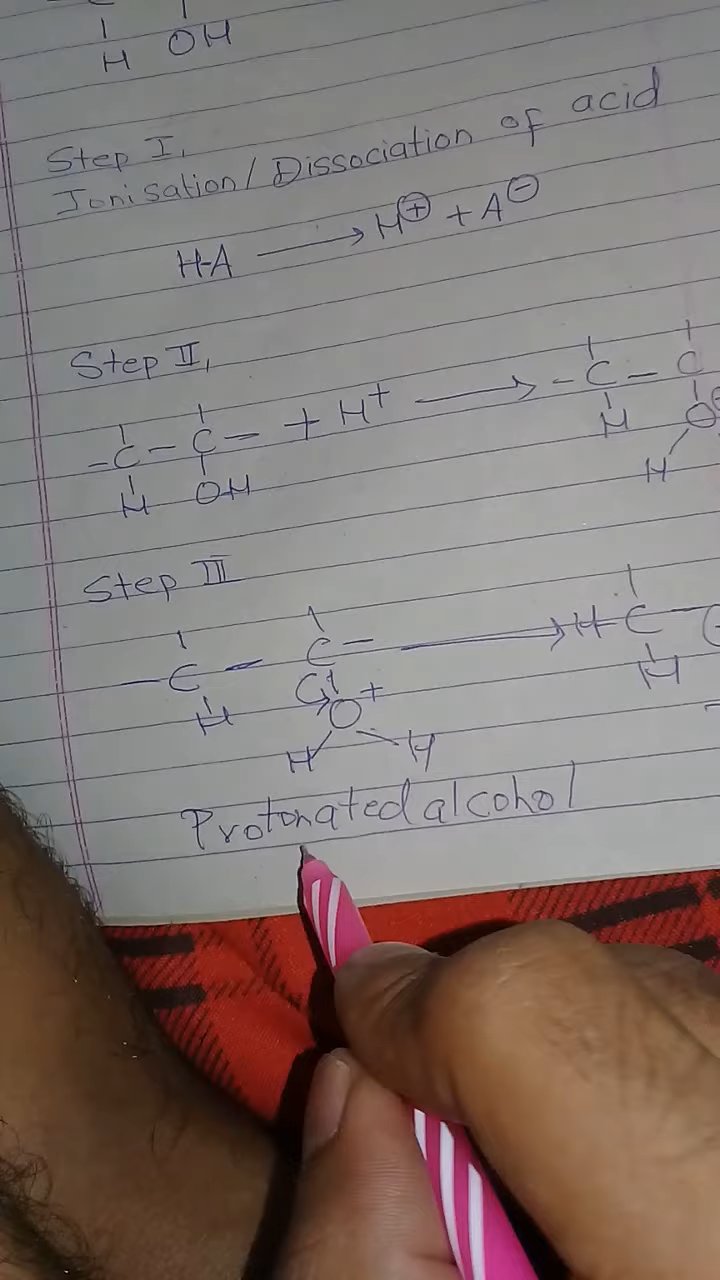 H OH
Step I,
Ionisation/Dissociation of acid
H-A ⟶ H⊕ + A⊖
Step II,
-C-C- + H⁺ ⟶ -C-C
H OH H O
H
Step III
-C-C- ⟶ H-C-
H O⁺ H
H H
Protonated alcohol